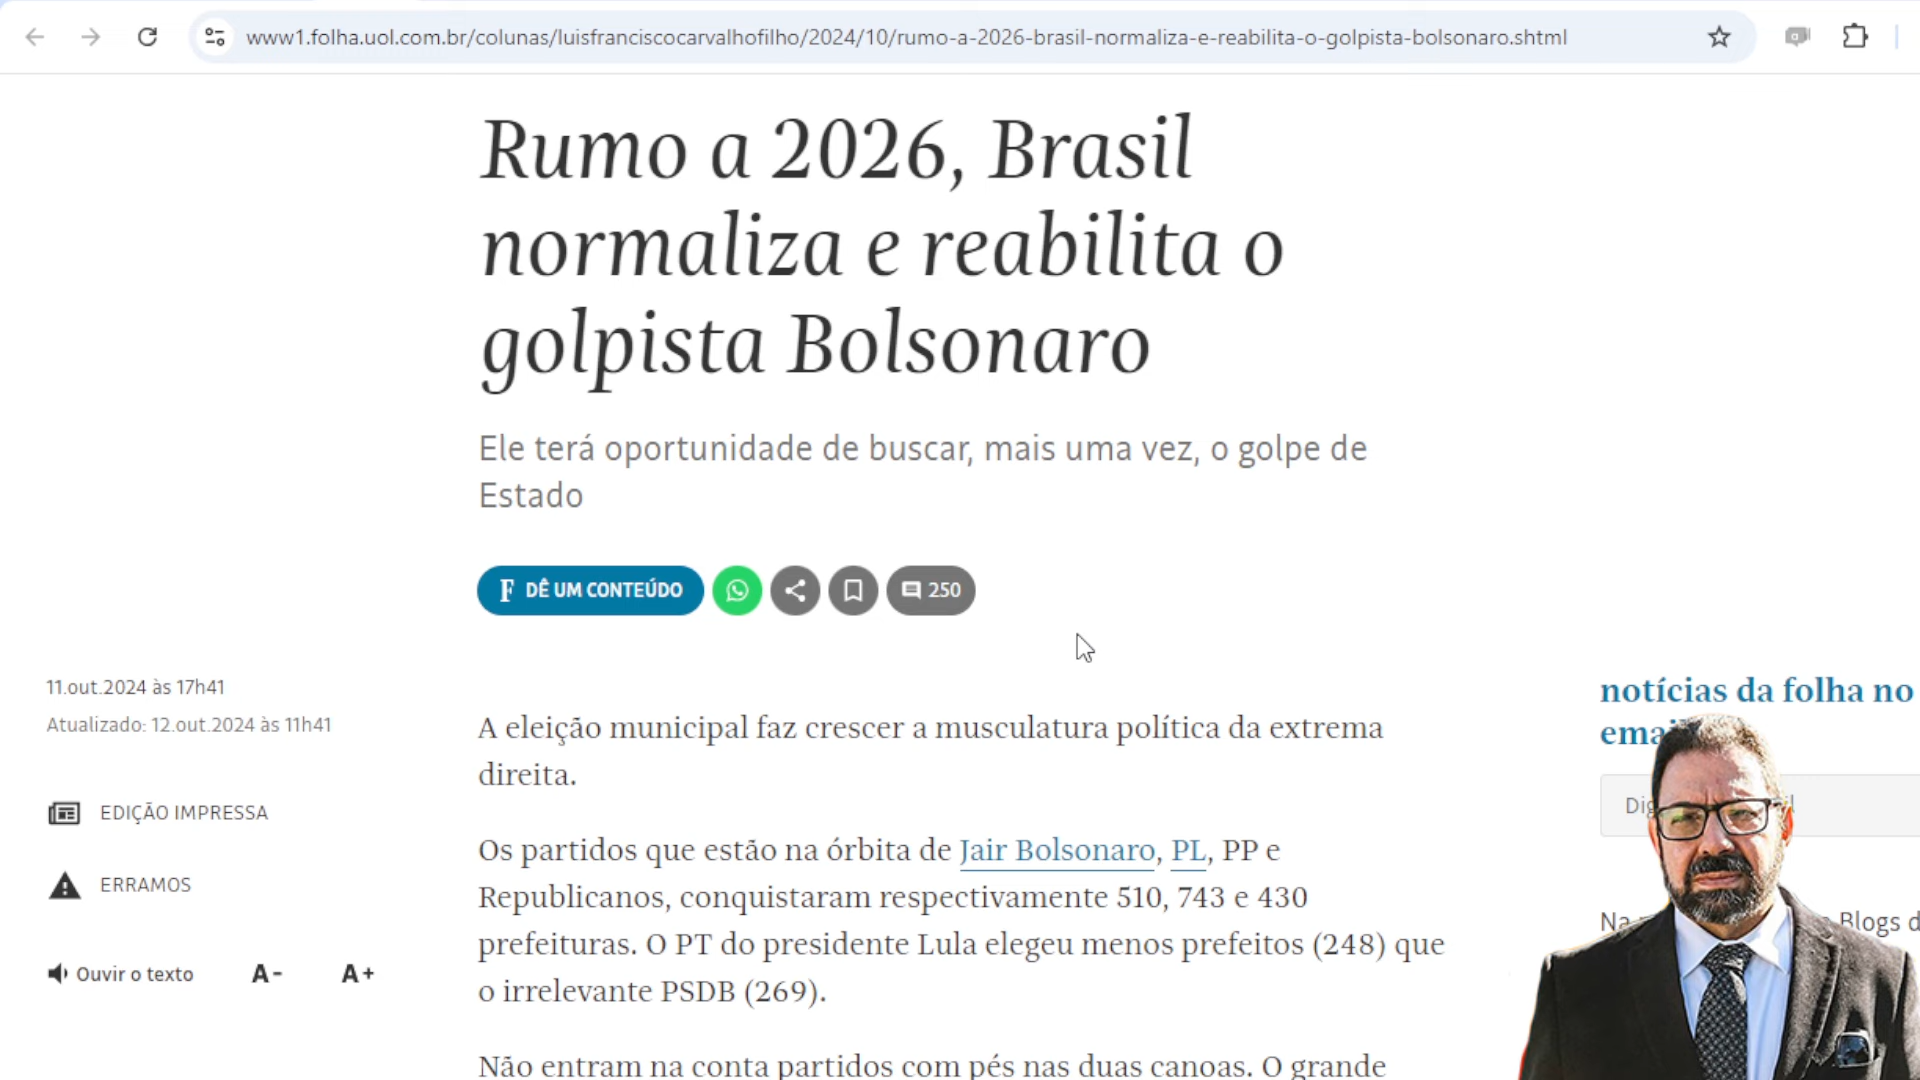 www1.folha.uol.com.br/colunas/luisfranciscocarvalhofilho/2024/10/rumo-a-2026-brasil-normaliza-e-reabilita-o-golpista-bolsonaro.shtml
Rumo a 2026, Brasil
normaliza e reabilita o
golpista Bolsonaro
Ele terá oportunidade de buscar, mais uma vez, o golpe de
Estado
F DÊ UM CONTEÚDO
250
11.out.2024 às 17h41
Atualizado: 12.out.2024 às 11h41
EDIÇÃO IMPRESSA
ERRAMOS
Ouvir o texto A- A+
A eleição municipal faz crescer a musculatura política da extrema
direita.
Os partidos que estão na órbita de Jair Bolsonaro, PL, PP e
Republicanos, conquistaram respectivamente 510, 743 e 430
prefeituras. O PT do presidente Lula elegeu menos prefeitos (248) que
o irrelevante PSDB (269).
Não entram na conta partidos com pés nas duas canoas. O grande
notícias da folha no
Blogs